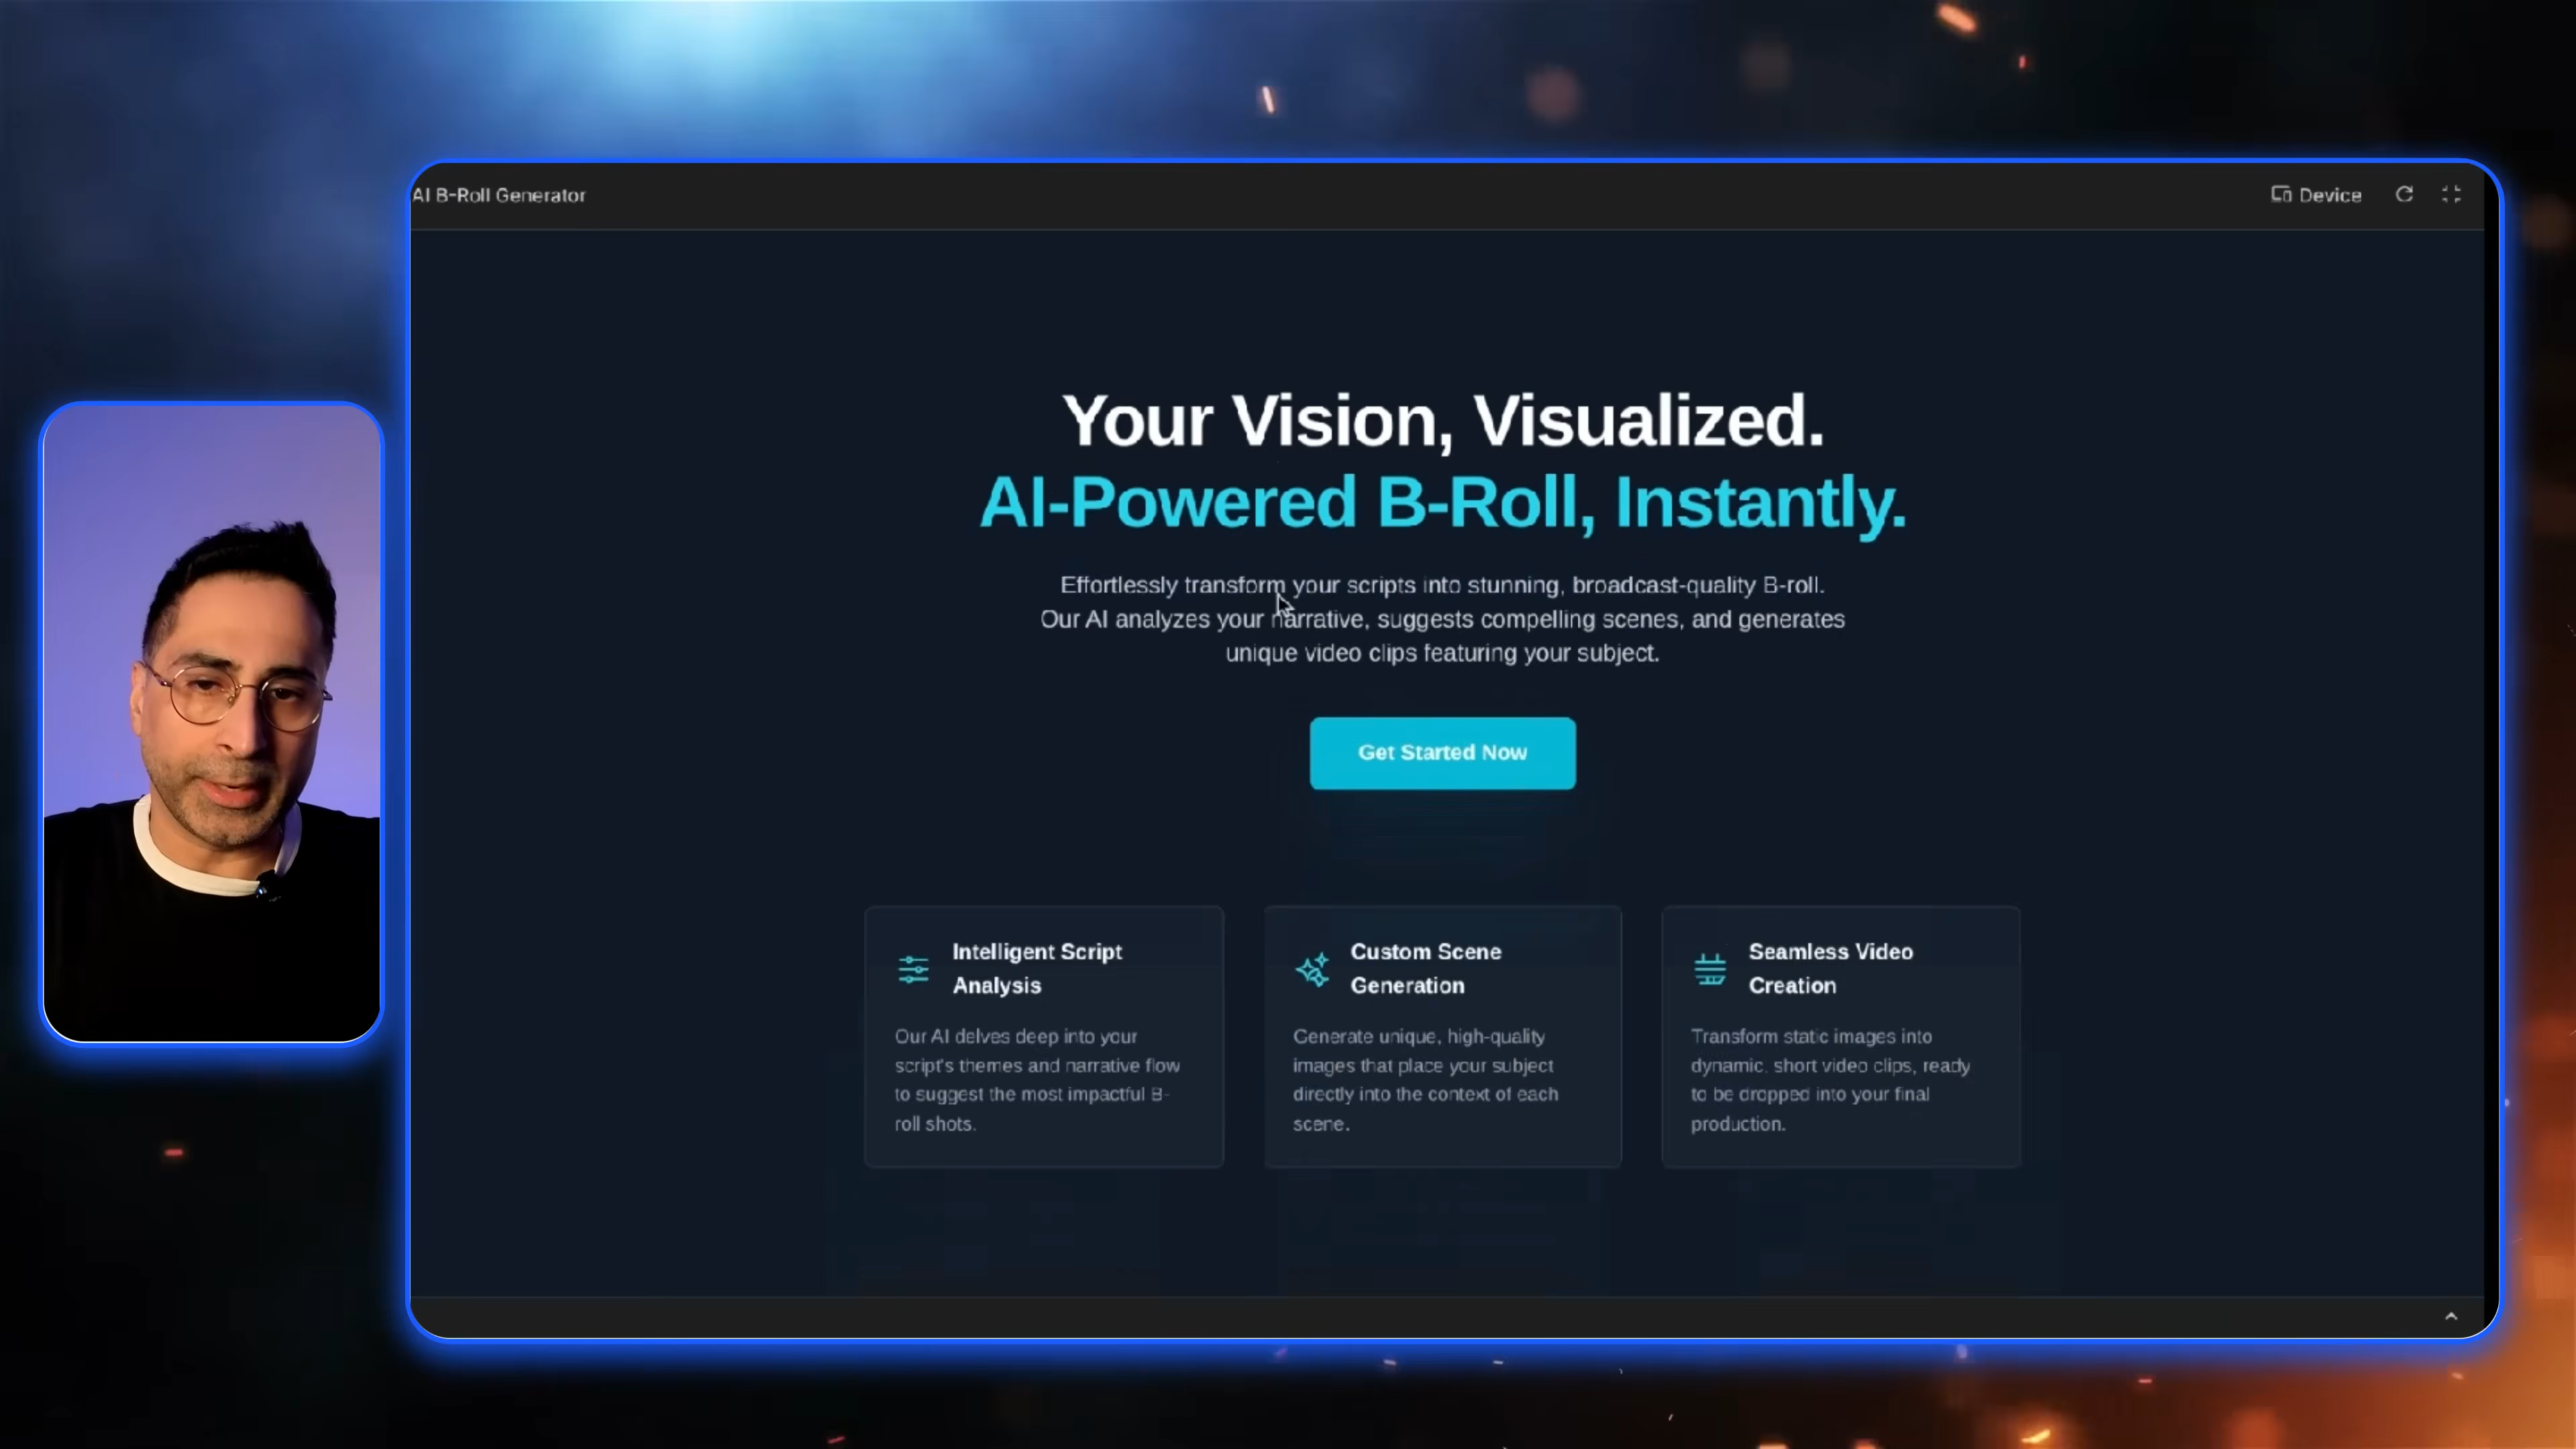 AI B-Roll Generator
Device
Your Vision, Visualized.
AI-Powered B-Roll, Instantly.
Effortlessly transform your scripts into stunning, broadcast-quality B-roll.
Our AI analyzes your narrative, suggests compelling scenes, and generates
unique video clips featuring your subject.
Get Started Now
Intelligent Script
Analysis
Our AI delves deep into your
script's themes and narrative flow
to suggest the most impactful B-
roll shots.
Custom Scene
Generation
Generate unique, high-quality
images that place your subject
directly into the context of each
scene.
Seamless Video
Creation
Transform static images into
dynamic, short video clips, ready
to be dropped into your final
production.